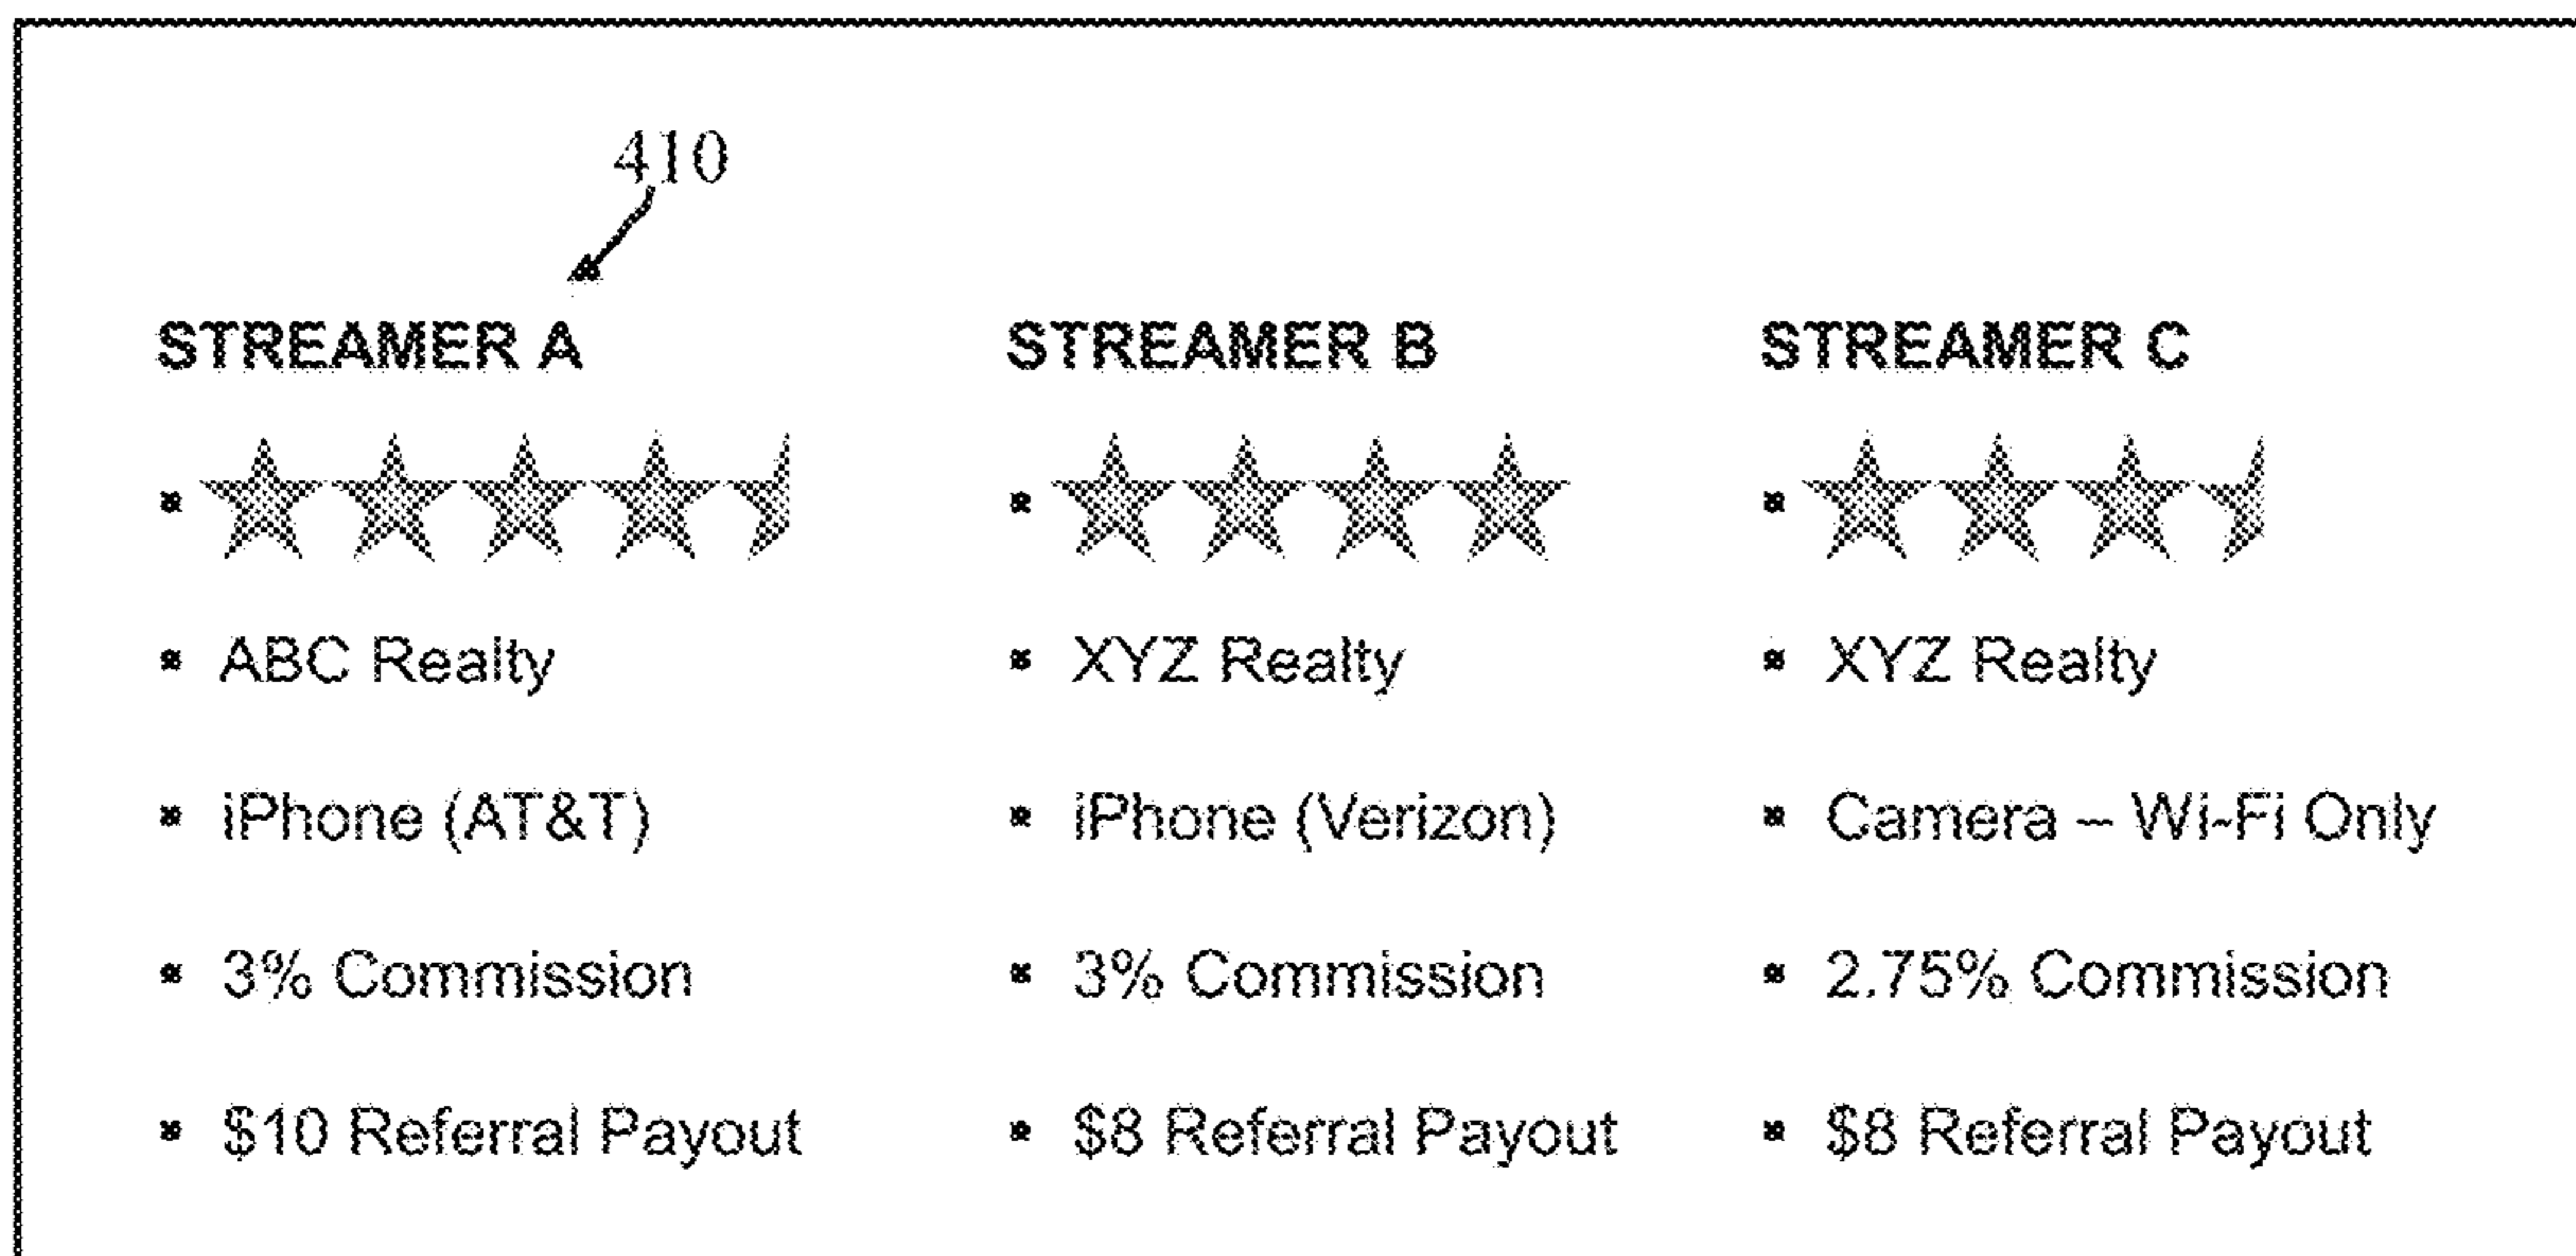 410
STREAMER A STREAMER B STREAMER C
▪ ABC Realty ▪ XYZ Realty ▪ XYZ Realty
▪ iPhone (AT&T) ▪ iPhone (Verizon) ▪ Camera – Wi-Fi Only
▪ 3% Commission ▪ 3% Commission ▪ 2.75% Commission
▪ $10 Referral Payout ▪ $8 Referral Payout ▪ $8 Referral Payout